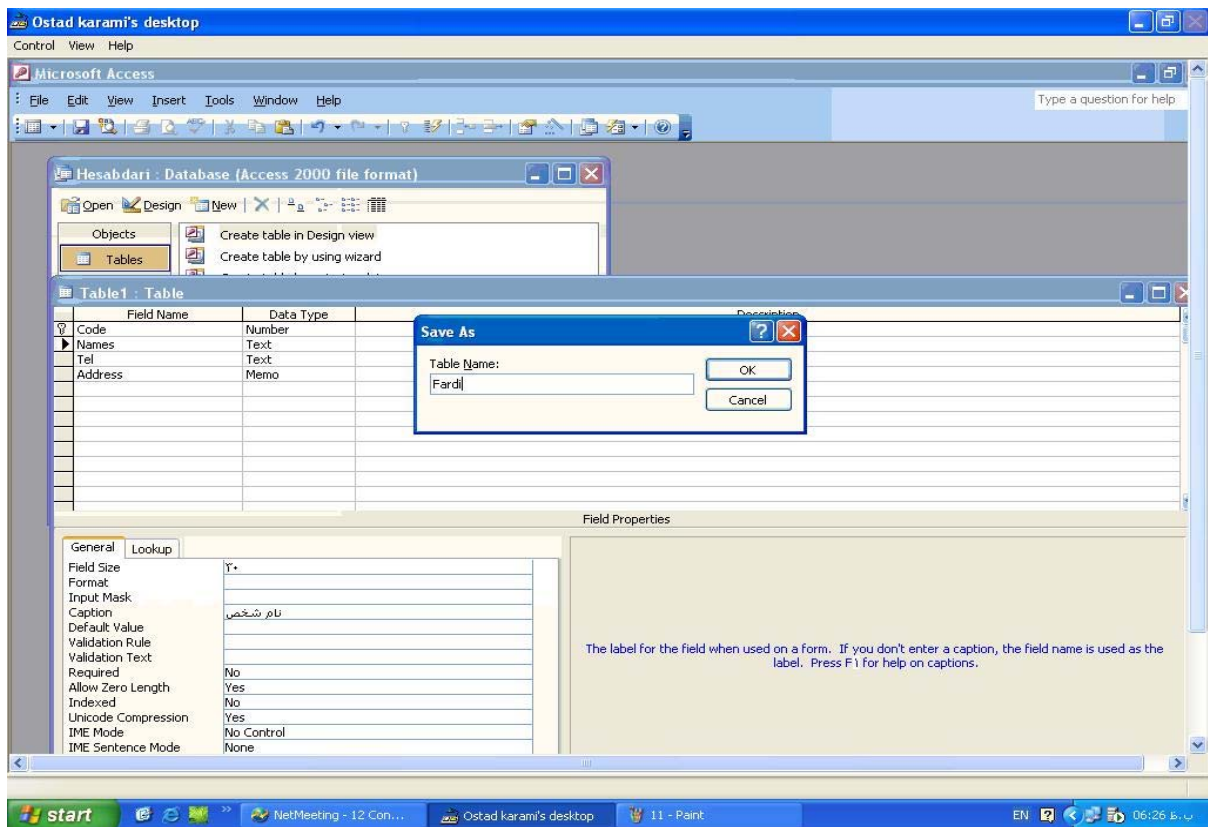 Ostad karami's desktop
Control View Help
Microsoft Access
File Edit View Insert Tools Window Help
Type a question for help
Hesabdari : Database (Access 2000 file format)
Open Design New
Objects
Create table in Design view
Tables
Create table by using wizard
Table1 : Table
Field Name Data Type Description
Code Number
Names Text
Tel Text
Address Memo
Save As
Table Name:
Fardi
OK
Cancel
Field Properties
General Lookup
Field Size ۳۰
Format
Input Mask
Caption نام شخص
Default Value
Validation Rule
Validation Text
Required No
Allow Zero Length Yes
Indexed No
Unicode Compression Yes
IME Mode No Control
IME Sentence Mode None
The label for the field when used on a form. If you don't enter a caption, the field name is used as the
label. Press F۱ for help on captions.
start
NetMeeting - 12 Con...
Ostad karami's desktop
11 - Paint
EN
06:26 ب.ظ